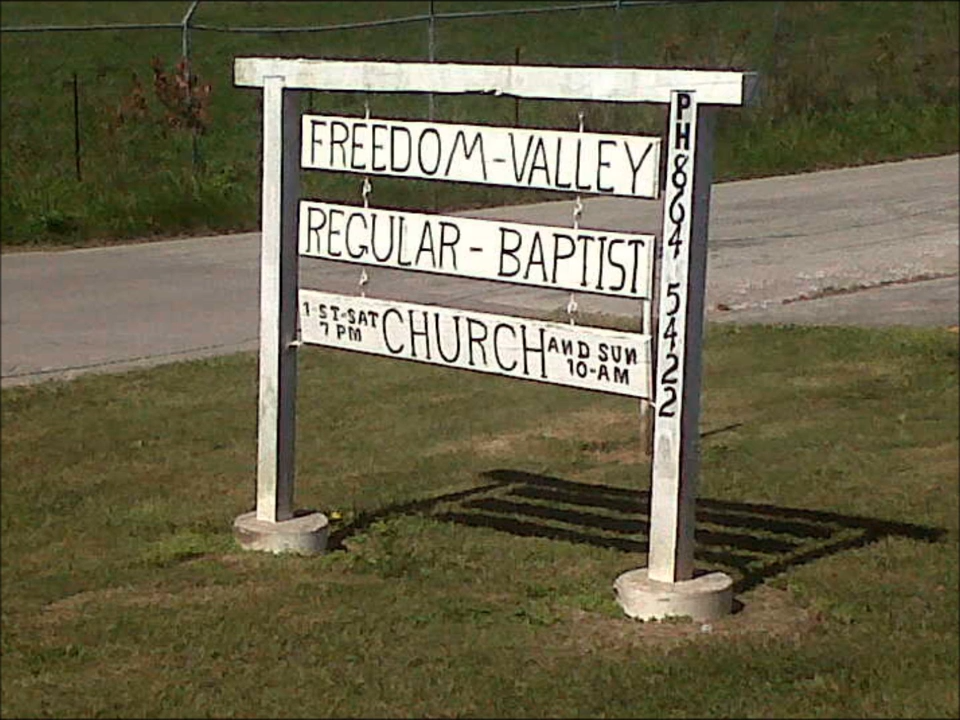 FREEDOM-VALLEY
REGULAR-BAPTIST
1-ST-SAT
7 PM
CHURCH
AND SUN
10-AM
PH 864 5422